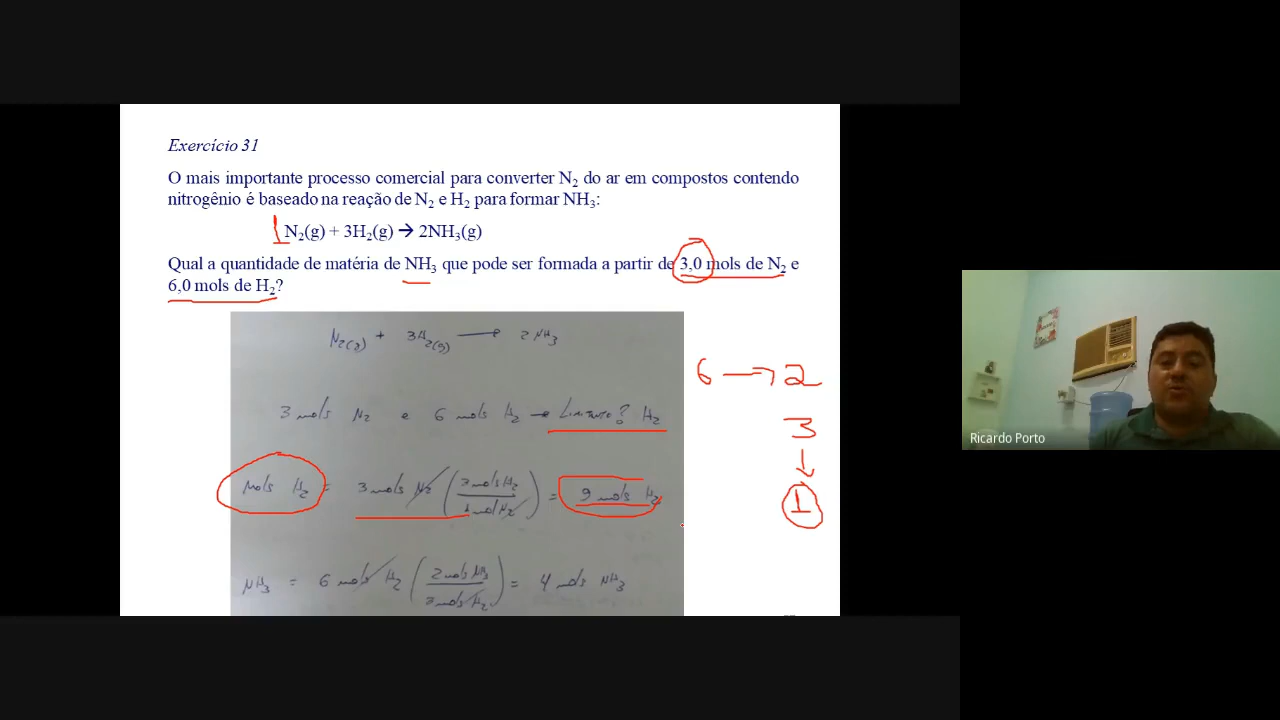 Exercício 31
O mais importante processo comercial para converter N₂ do ar em compostos contendo
nitrogênio é baseado na reação de N₂ e H₂ para formar NH₃:
1 N₂(g) + 3H₂(g) → 2NH₃(g)
Qual a quantidade de matéria de NH₃ que pode ser formada a partir de 3,0 mols de N₂ e
6,0 mols de H₂?
N₂(g) + 3H₂(g) → 2 NH₃
6 → 2
3 mols N₂ e 6 mols H₂ → Limitante? H₂
3
↓
1
mols H₂ = 3 mols N₂ (3 mols H₂ / 1 mol N₂) = 9 mols H₂
NH₃ = 6 mols H₂ (2 mols NH₃ / 3 mols H₂) = 4 mols NH₃
Ricardo Porto